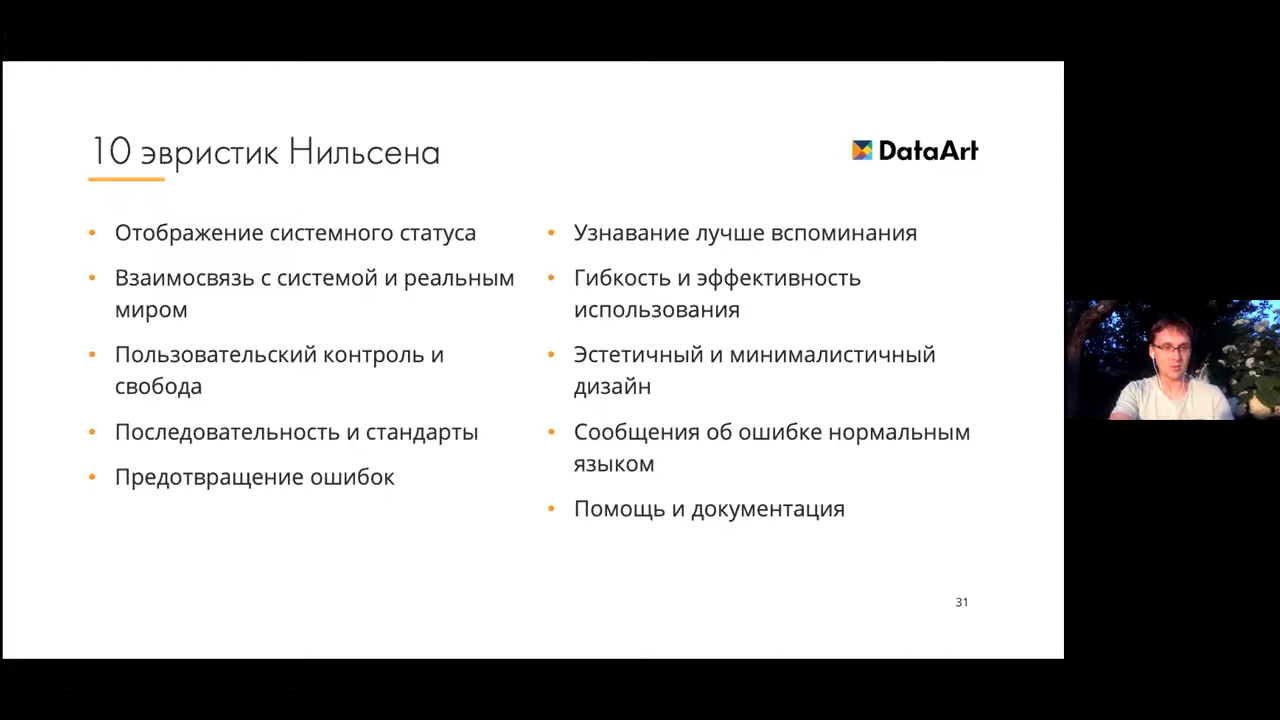 10 эвристик Нильсена
DataArt
Отображение системного статуса
Взаимосвязь с системой и реальным
миром
Пользовательский контроль и
свобода
Последовательность и стандарты
Предотвращение ошибок
Узнавание лучше вспоминания
Гибкость и эффективность
использования
Эстетичный и минималистичный
дизайн
Сообщения об ошибке нормальным
языком
Помощь и документация
31